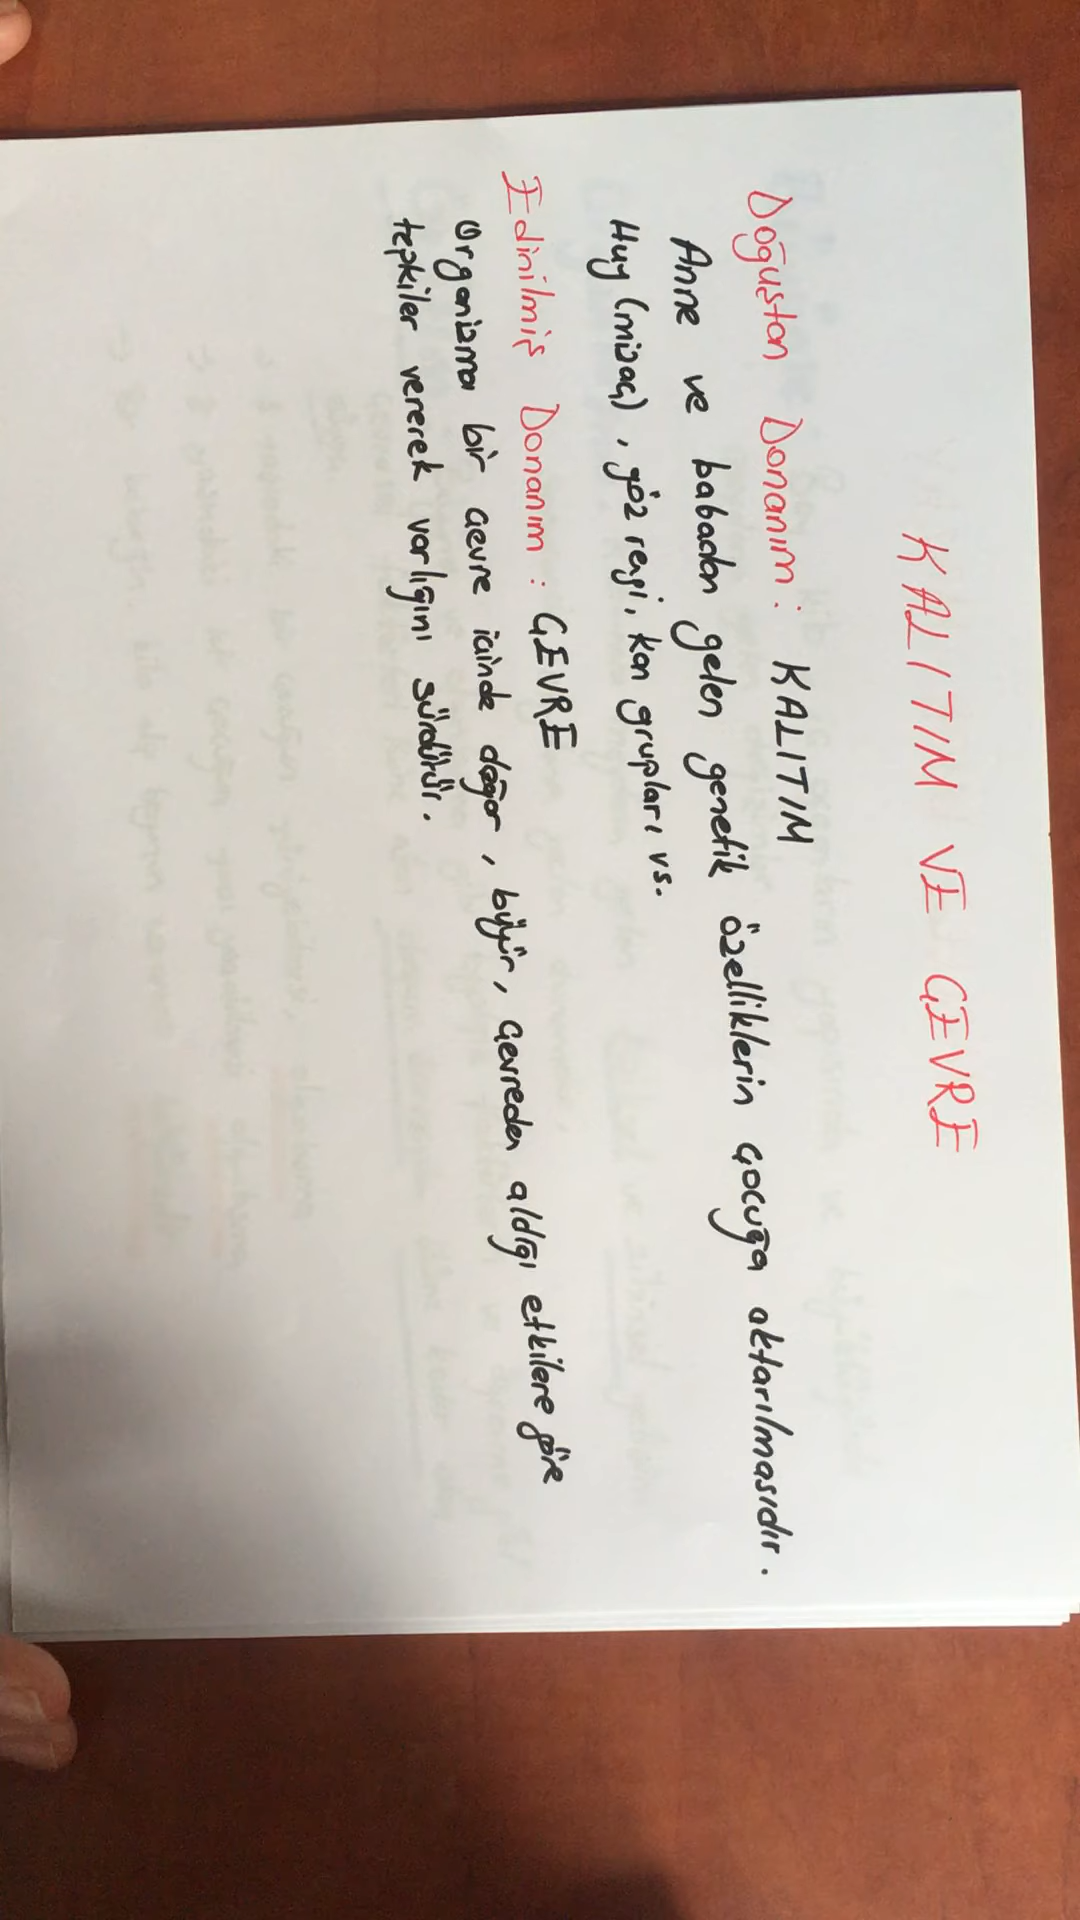 KALITIM VE ÇEVRE
Doğuştan Donanım: KALITIM
Anne ve babadan gelen genetik özelliklerin çocuğa aktarılmasıdır.
Huy (mizaç), göz rengi, kan grupları vs.
Edinilmiş Donanım: ÇEVRE
Organizma bir çevre içinde doğar, büyür, çevreden aldığı etkilere göre
tepkiler vererek varlığını sürdürür.